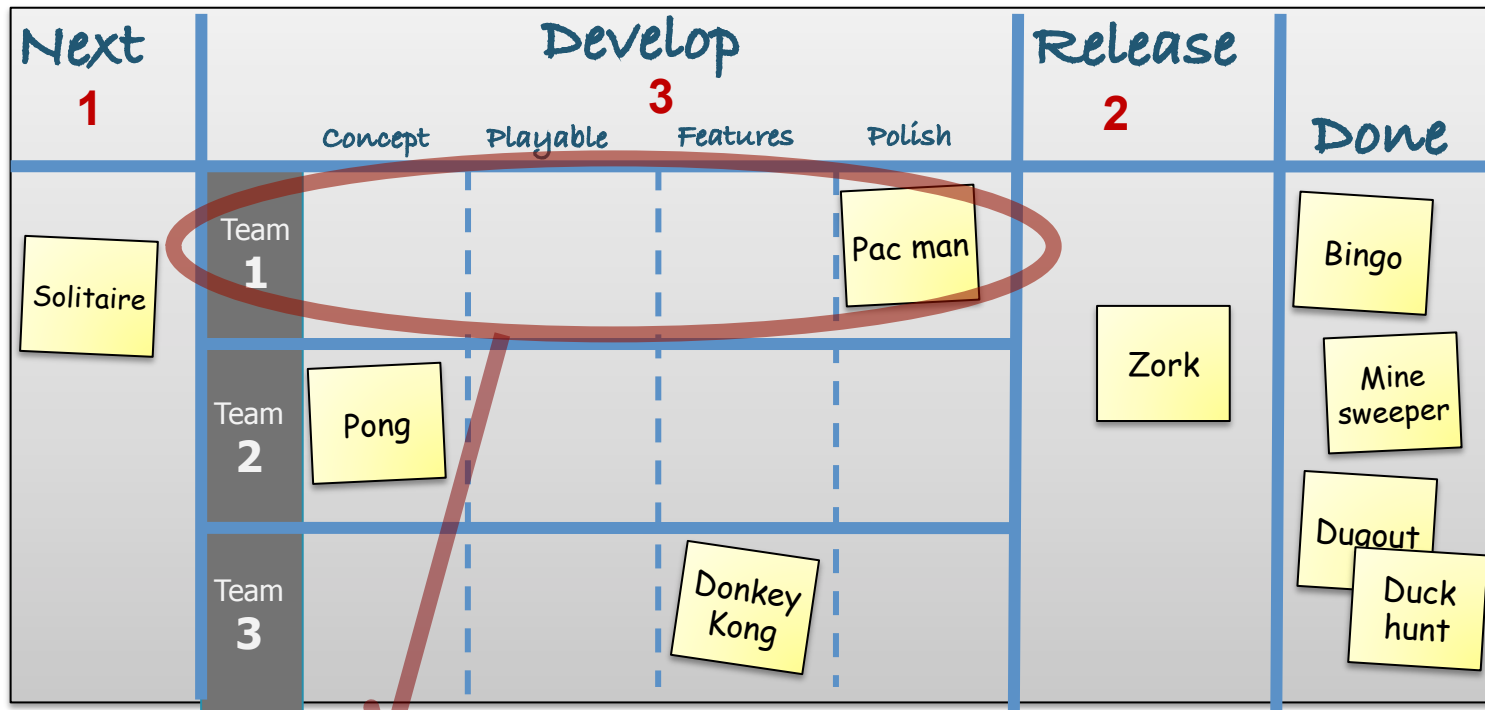 Next
1
Develop
3
Concept
Playable
Features
Polish
Release
2
Done
Team
1
Pac man
Team
2
Pong
Team
3
Donkey
Kong
Solitaire
Zork
Bingo
Mine
sweeper
Dugout
Duck
hunt